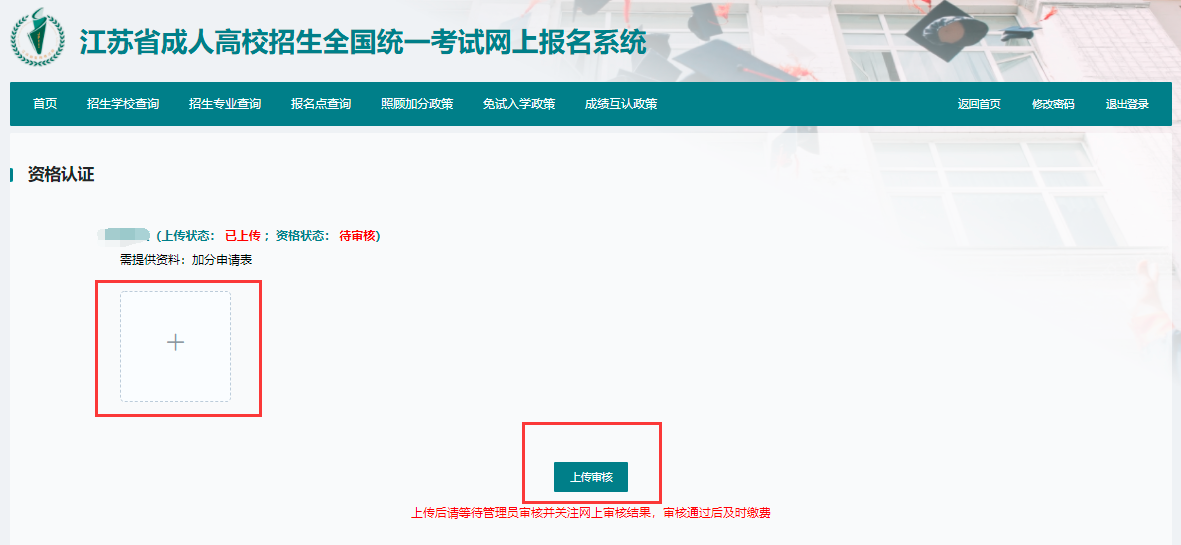 江苏省成人高校招生全国统一考试网上报名系统
首页 招生学校查询 招生专业查询 报名点查询 照顾加分政策 免试入学政策 成绩互认政策 返回首页 修改密码 退出登录
资格认证
(上传状态： 已上传 ；资格状态： 待审核)
需提供资料：加分申请表
+
上传审核
上传后请等待管理员审核并关注网上审核结果，审核通过后及时缴费